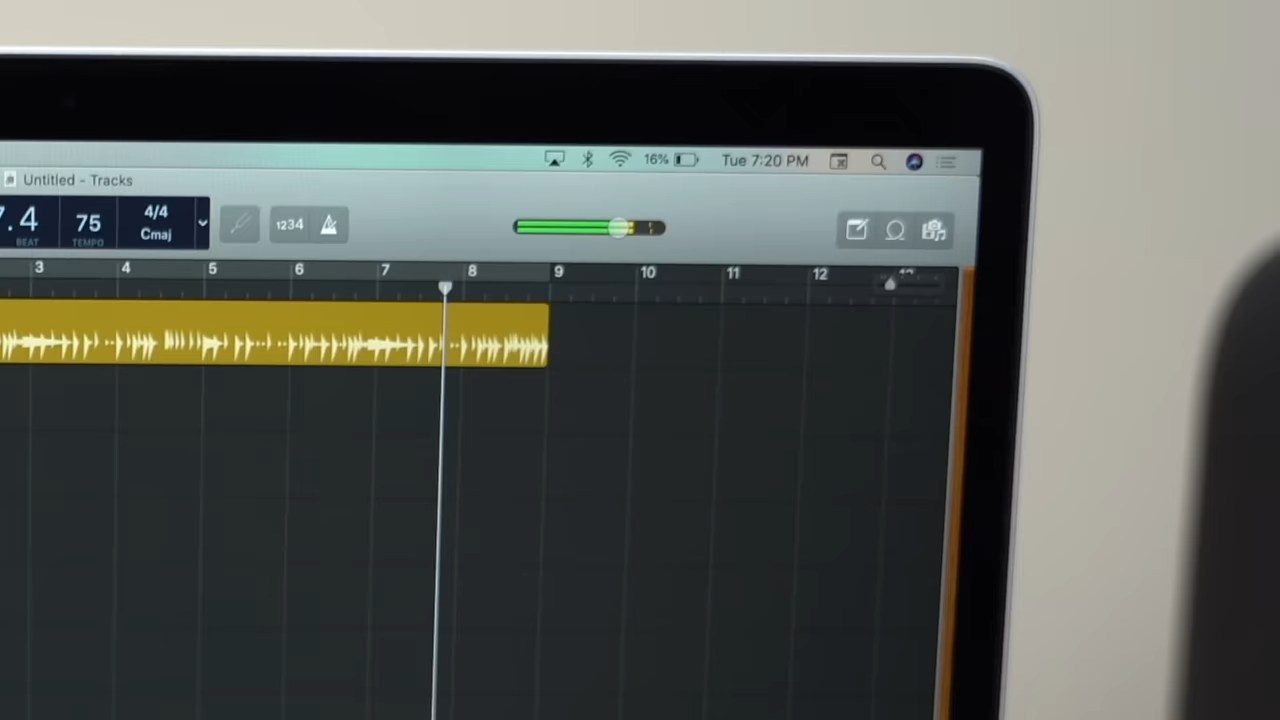 16% Tue 7:20 PM
Untitled - Tracks
7.4 75 4/4
Cmaj
BEAT TEMPO
1234
3 4 5 6 7 8 9 10 11 12